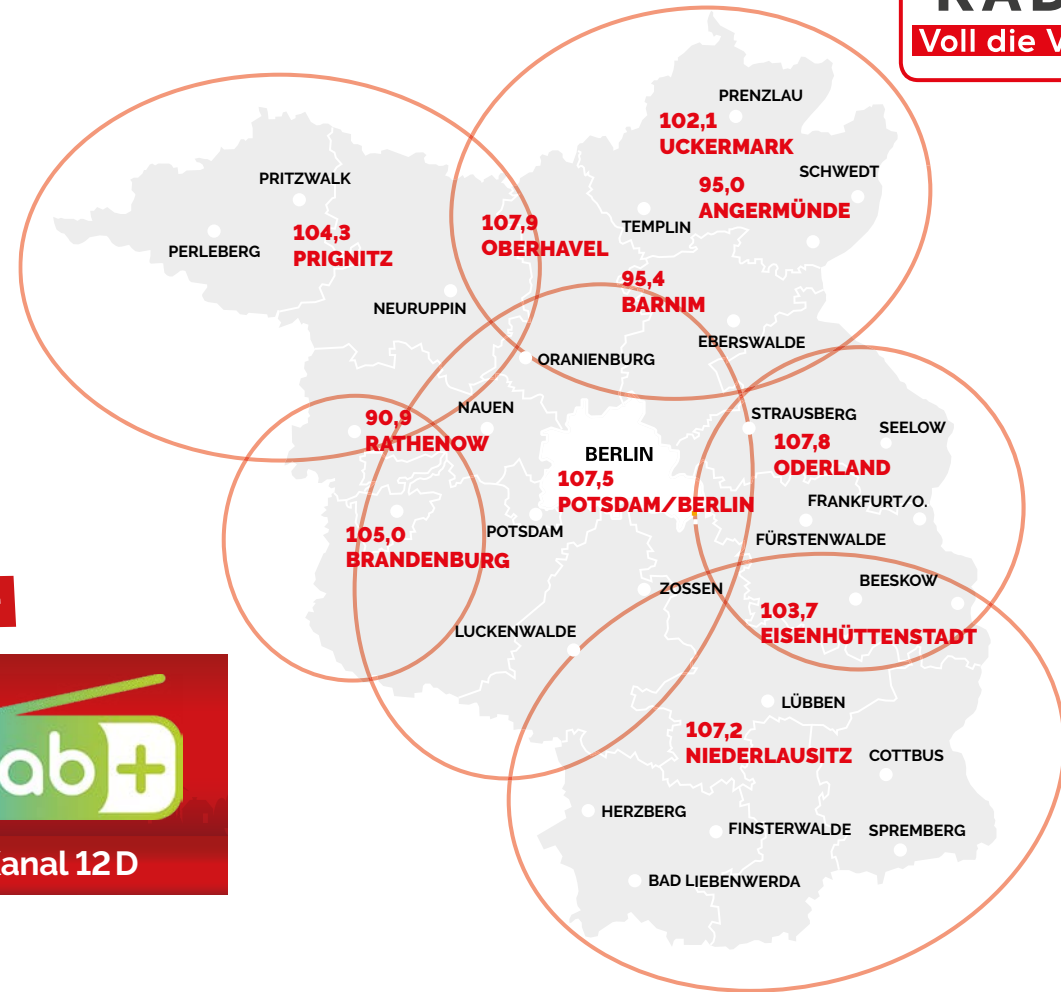 Voll die
PRENZLAU
102,1
UCKERMARK
SCHWEDT
PRITZWALK
95,0
ANGERMÜNDE
107,9
OBERHAVEL
TEMPLIN
104,3
PRIGNITZ
PERLEBERG
95,4
BARNIM
NEURUPPIN
EBERSWALDE
ORANIENBURG
NAUEN
90,9
RATHENOW
STRAUSBERG
SEELOW
107,8
ODERLAND
BERLIN
107,5
POTSDAM/BERLIN
FRANKFURT/O.
POTSDAM
105,0
BRANDENBURG
FÜRSTENWALDE
BEESKOW
ZOSSEN
103,7
EISENHÜTTENSTADT
LUCKENWALDE
LÜBBEN
107,2
NIEDERLAUSITZ
COTTBUS
HERZBERG
FINSTERWALDE
SPREMBERG
BAD LIEBENWERDA
ab+
Kanal 12 D